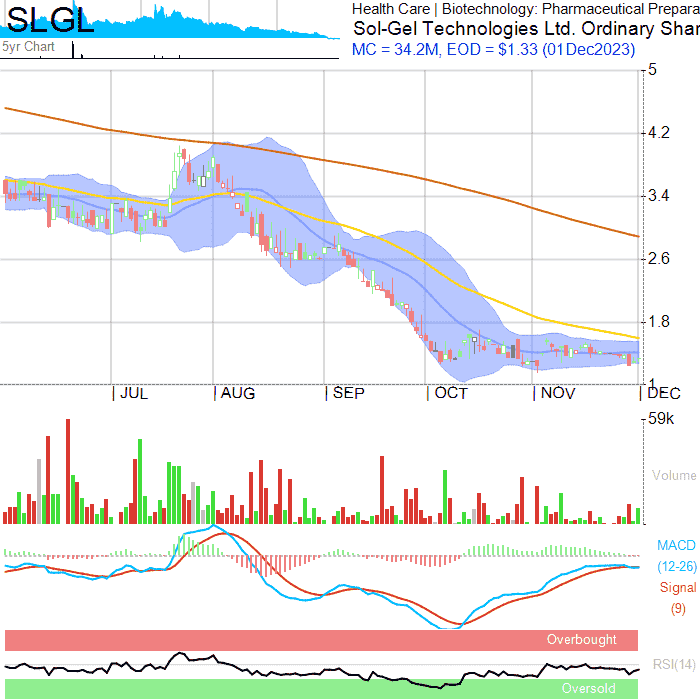 SLGL
Health Care | Biotechnology: Pharmaceutical Prepara
Sol-Gel Technologies Ltd. Ordinary Shar
MC = 34.2M, EOD = $1.33 (01Dec2023)
5yr Chart
5
4.2
3.4
2.6
1.8
1
| JUL | AUG | SEP | OCT | NOV | DEC
59k
Volume
MACD
(12-26)
Signal
(9)
Overbought
RSI(14)
Oversold